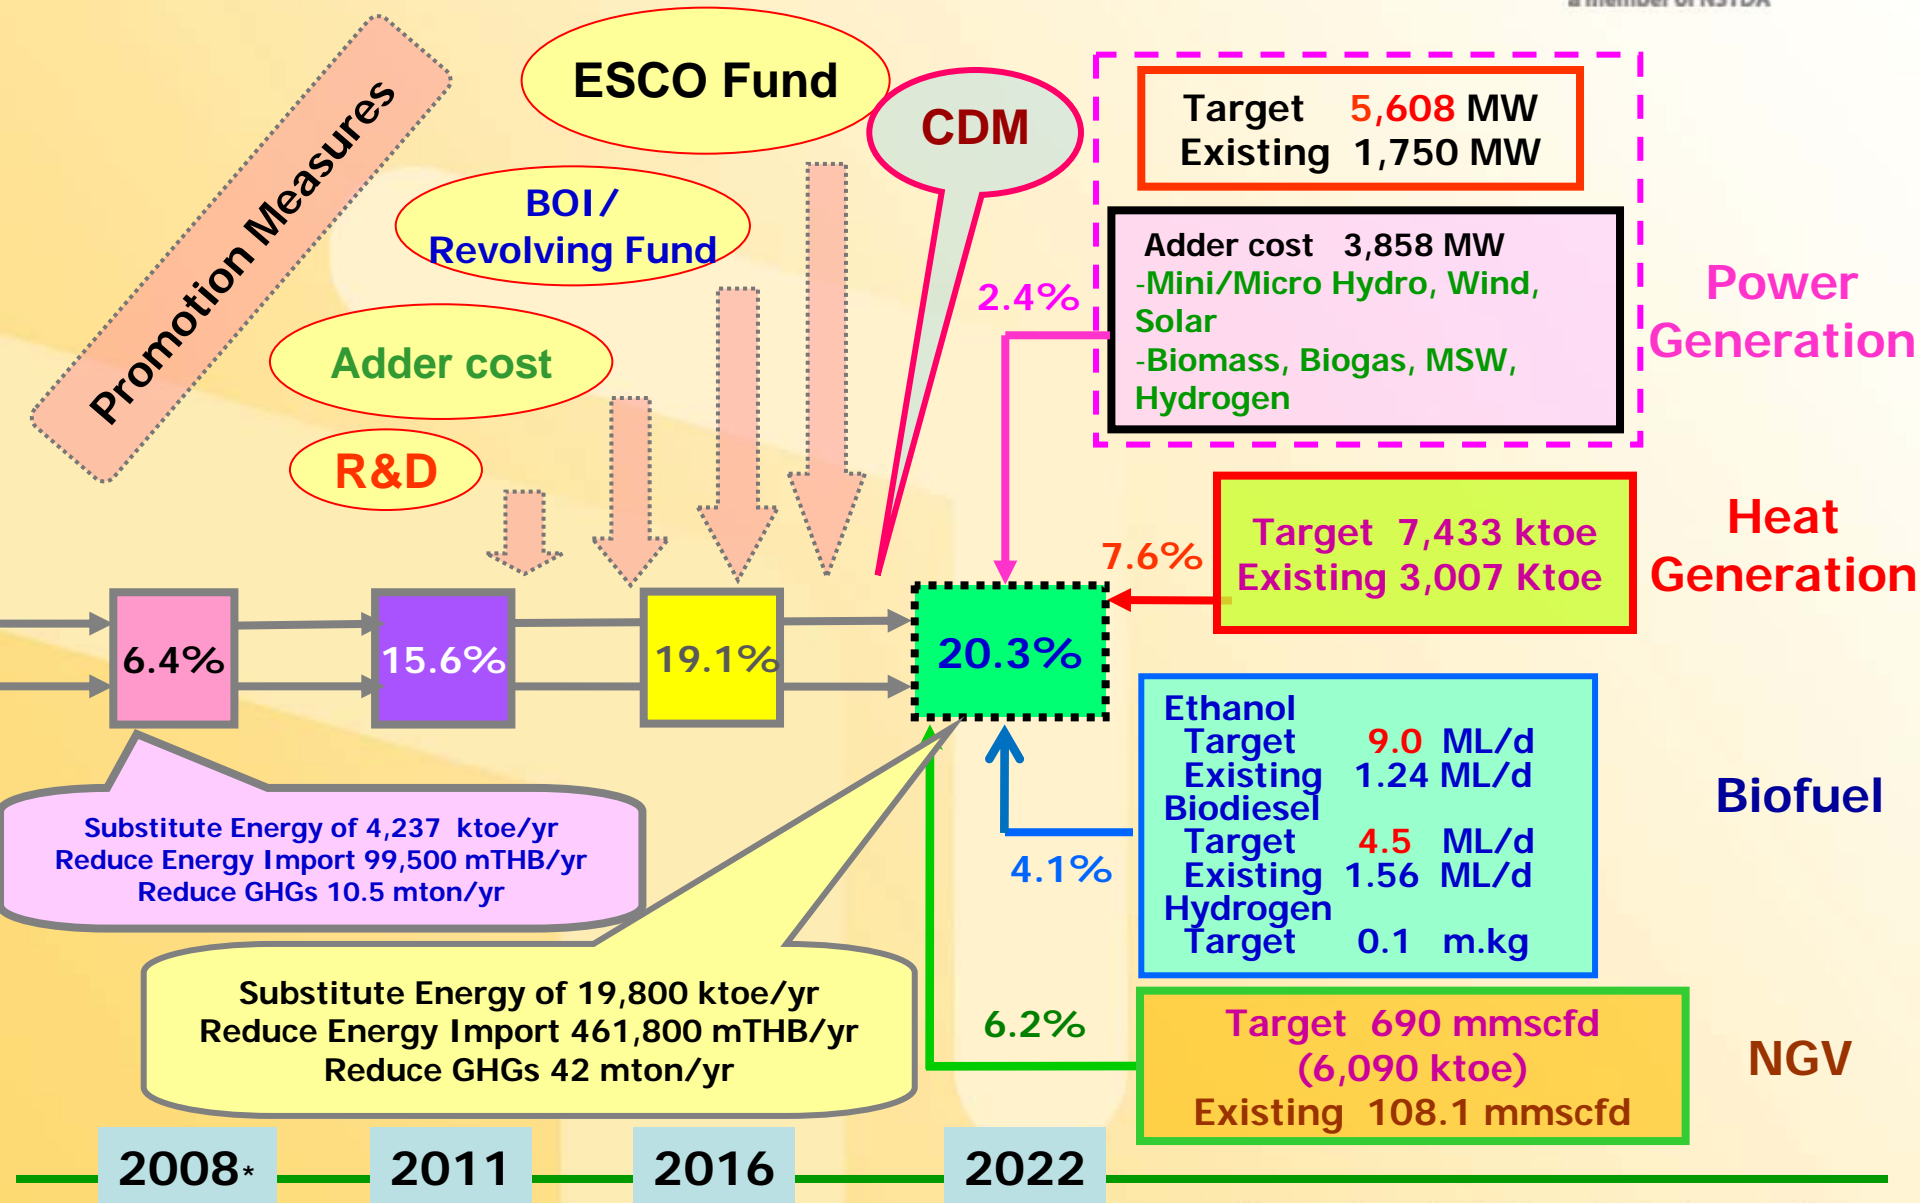 a member of NSTDA
Promotion Measures
ESCO Fund
CDM
BOI/
Revolving Fund
Adder cost
R&D
Target 5,608 MW
Existing 1,750 MW
Adder cost 3,858 MW
-Mini/Micro Hydro, Wind,
Solar
-Biomass, Biogas, MSW,
Hydrogen
Power
Generation
2.4%
Target 7,433 ktoe
Existing 3,007 Ktoe
Heat
Generation
7.6%
6.4%
15.6%
19.1%
20.3%
Ethanol
Target 9.0 ML/d
Existing 1.24 ML/d
Biodiesel
Target 4.5 ML/d
Existing 1.56 ML/d
Hydrogen
Target 0.1 m.kg
Biofuel
4.1%
Substitute Energy of 4,237 ktoe/yr
Reduce Energy Import 99,500 mTHB/yr
Reduce GHGs 10.5 mton/yr
Substitute Energy of 19,800 ktoe/yr
Reduce Energy Import 461,800 mTHB/yr
Reduce GHGs 42 mton/yr
6.2%
Target 690 mmscfd
(6,090 ktoe)
Existing 108.1 mmscfd
NGV
2008*
2011
2016
2022